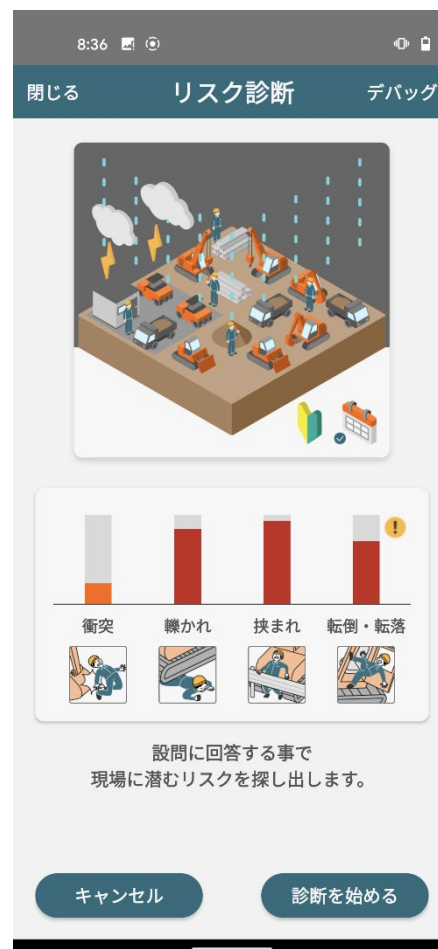 8:36
閉じる
リスク診断
デバッグ
!
衝突
轢かれ
挟まれ
転倒・転落
設問に回答する事で
現場に潜むリスクを探し出します。
キャンセル
診断を始める